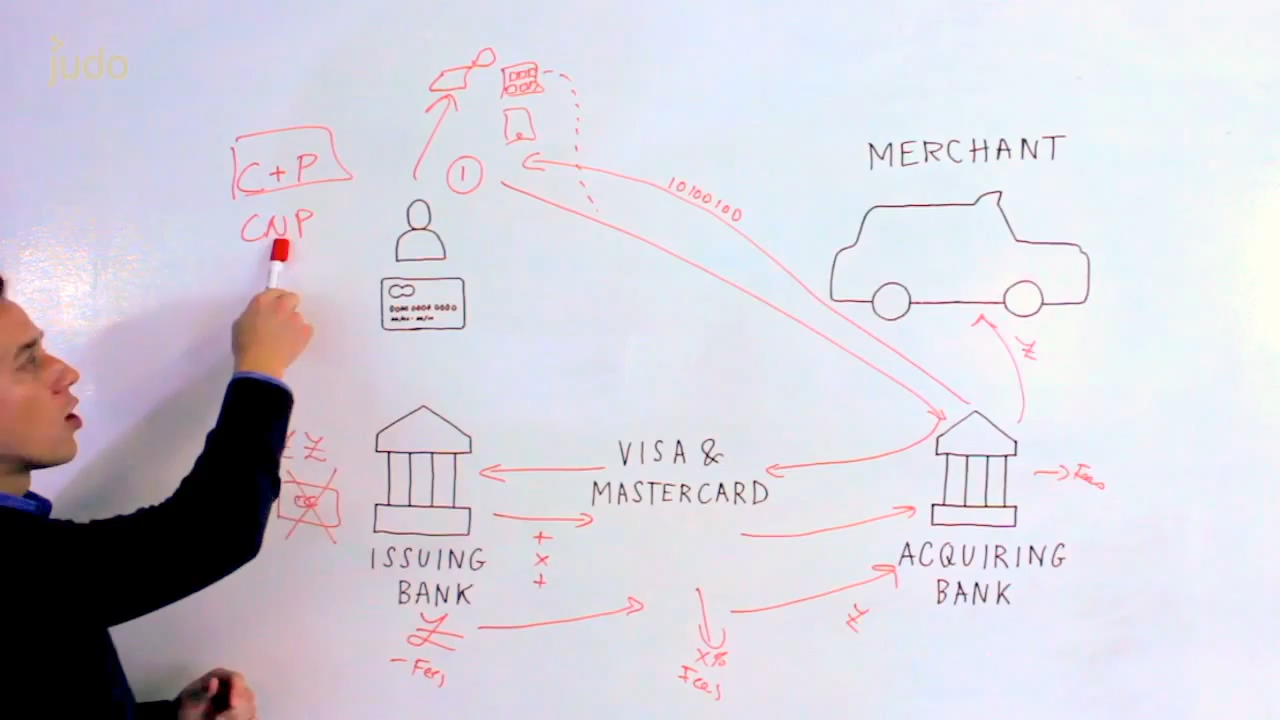 judo
C+P
CNP
1
10100100
MERCHANT
£
£
VISA &
MASTERCARD
→ Fees
ISSUING
BANK
+
x
+
ACQUIRING
BANK
£
- Fees
X%
Fees
£